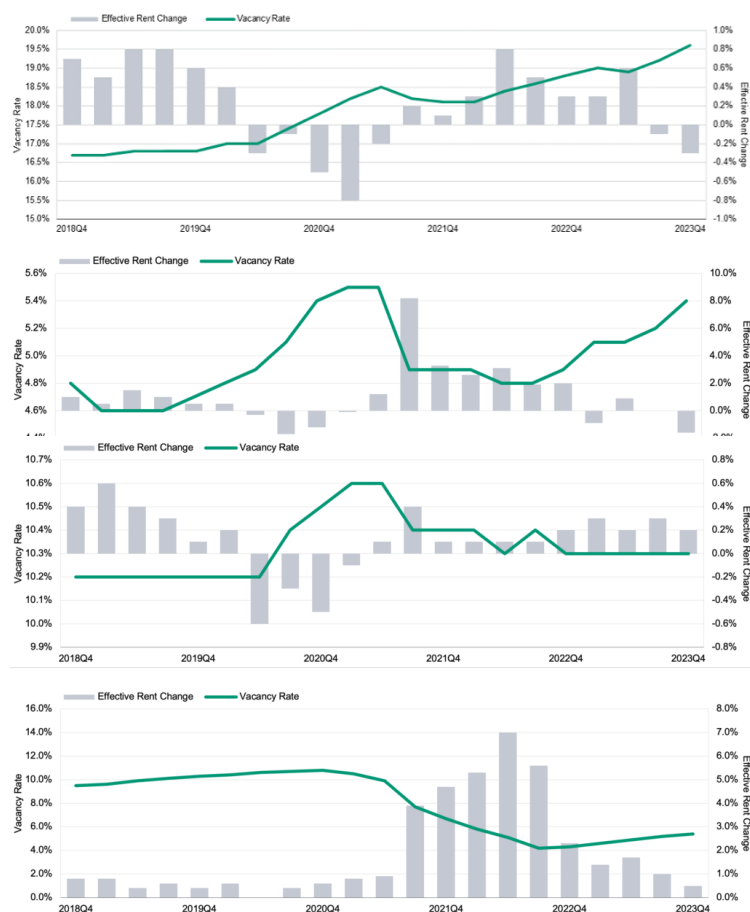 Effective Rent Change Vacancy Rate
20.0% 1.0%
19.5% 0.8%
19.0% 0.6%
18.5% 0.4%
18.0% 0.2%
17.5% 0.0%
17.0% -0.2%
16.5% -0.4%
16.0% -0.6%
15.5% -0.8%
15.0% -1.0%
Vacancy Rate
Effective Rent Change
2018Q4 2019Q4 2020Q4 2021Q4 2022Q4 2023Q4
Effective Rent Change Vacancy Rate
5.6% 10.0%
5.4% 8.0%
5.2% 6.0%
5.0% 4.0%
4.8% 2.0%
4.6% 0.0%
4.4% -2.0%
Vacancy Rate
Effective Rent Change
Effective Rent Change Vacancy Rate
10.7% 0.8%
10.6% 0.6%
10.5% 0.4%
10.4% 0.2%
10.3% 0.0%
10.2% -0.2%
10.1% -0.4%
10.0% -0.6%
9.9% -0.8%
Vacancy Rate
Effective Rent Change
2018Q4 2019Q4 2020Q4 2021Q4 2022Q4 2023Q4
Effective Rent Change Vacancy Rate
16.0% 8.0%
14.0% 7.0%
12.0% 6.0%
10.0% 5.0%
8.0% 4.0%
6.0% 3.0%
4.0% 2.0%
2.0% 1.0%
0.0% 0.0%
Vacancy Rate
Effective Rent Change
2018Q4 2019Q4 2020Q4 2021Q4 2022Q4 2023Q4